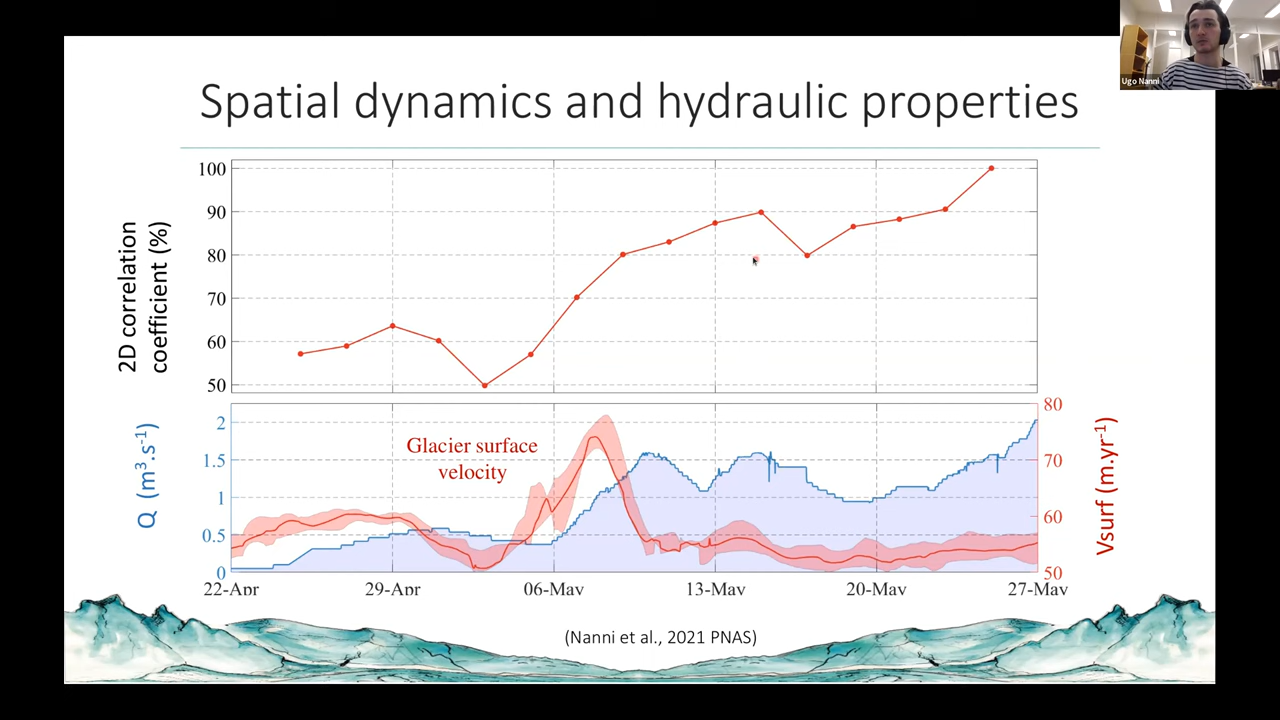 Ugo Nanni
Spatial dynamics and hydraulic properties
2D correlation
coefficient (%)
100
90
80
70
60
50
Q (m³.s⁻¹)
2
1.5
1
0.5
0
Glacier surface
velocity
80
70
60
50
Vsurf (m.yr⁻¹)
22-Apr
29-Apr
06-May
13-May
20-May
27-May
(Nanni et al., 2021 PNAS)